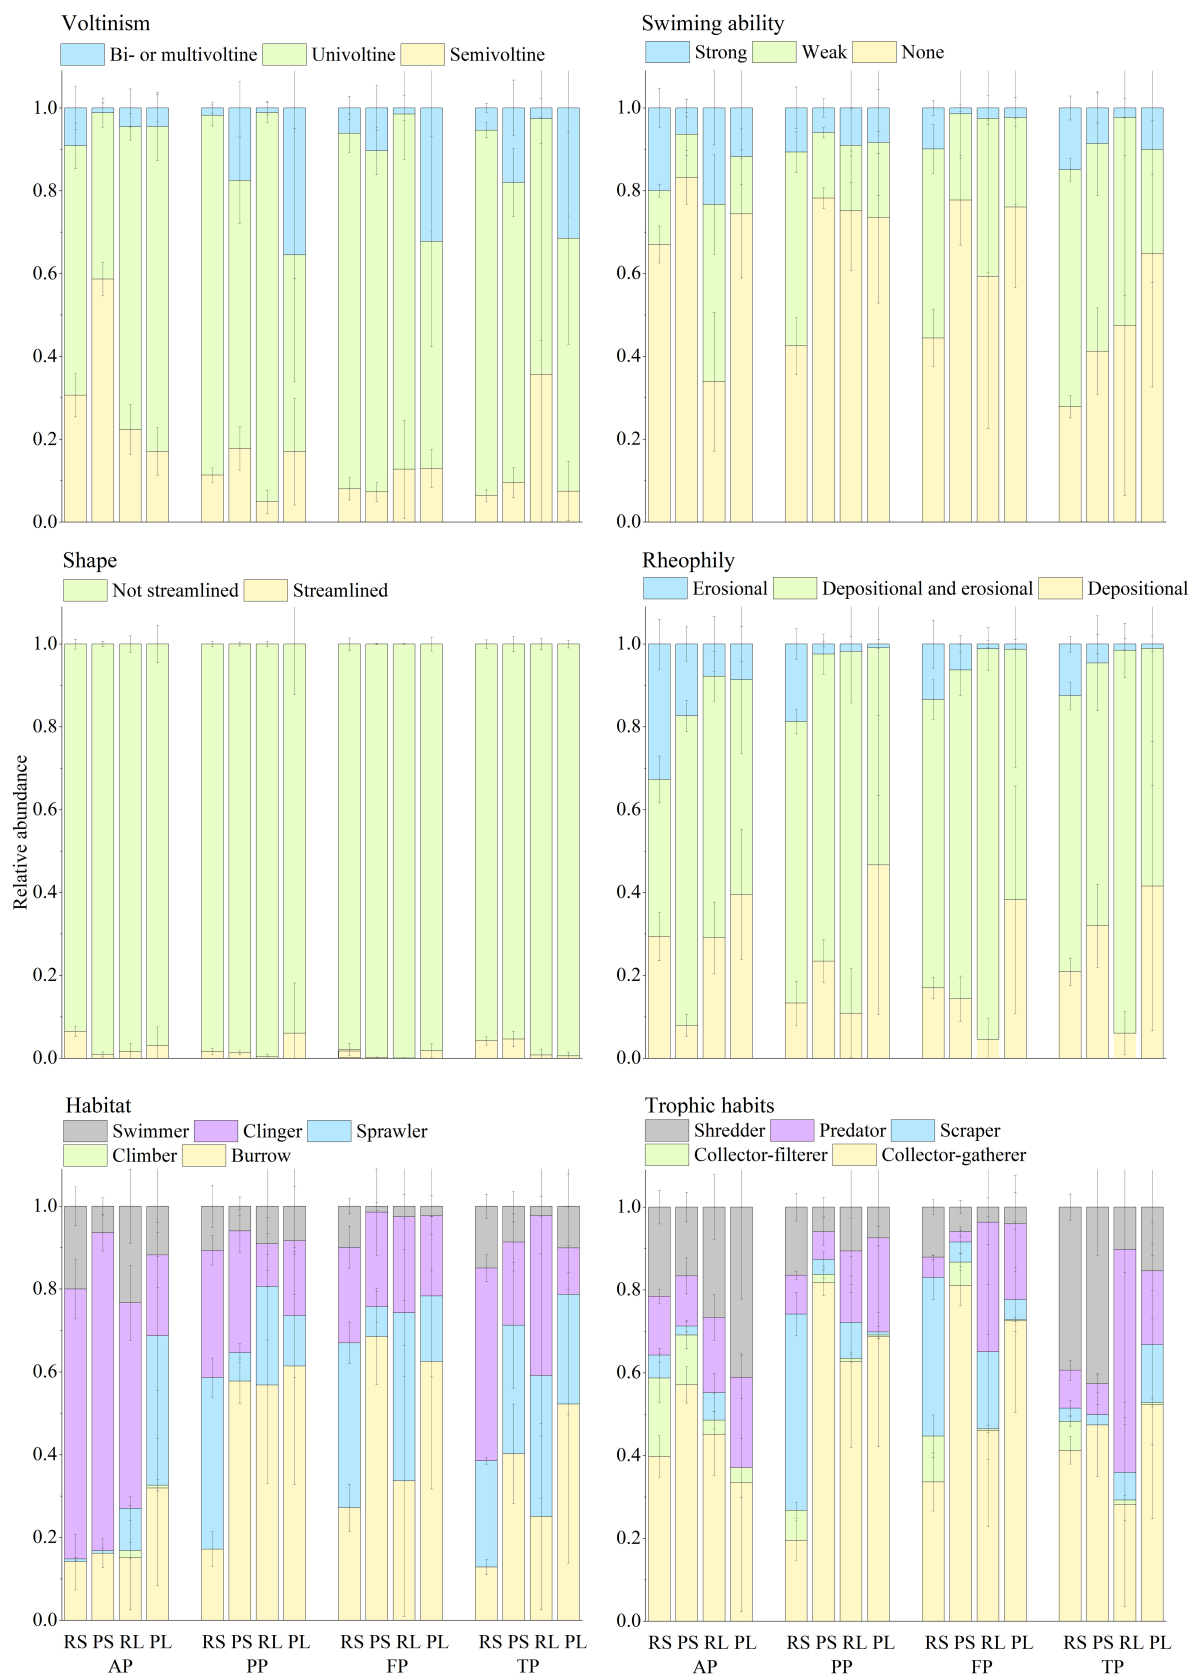 Voltinism
Bi- or multivoltine Univoltine Semivoltine
1.0
0.8
0.6
0.4
0.2
0.0
Swiming ability
Strong Weak None
1.0
0.8
0.6
0.4
0.2
0.0
Shape
Not streamlined Streamlined
1.0
0.8
0.6
0.4
0.2
0.0
Relative abundance
Rheophily
Erosional Depositional and erosional Depositional
1.0
0.8
0.6
0.4
0.2
0.0
Habitat
Swimmer Clinger Sprawler
Climber Burrow
1.0
0.8
0.6
0.4
0.2
0.0
RS PS RL PL RS PS RL PL RS PS RL PL RS PS RL PL
AP PP FP TP
Trophic habits
Shredder Predator Scraper
Collector-filterer Collector-gatherer
1.0
0.8
0.6
0.4
0.2
0.0
RS PS RL PL RS PS RL PL RS PS RL PL RS PS RL PL
AP PP FP TP